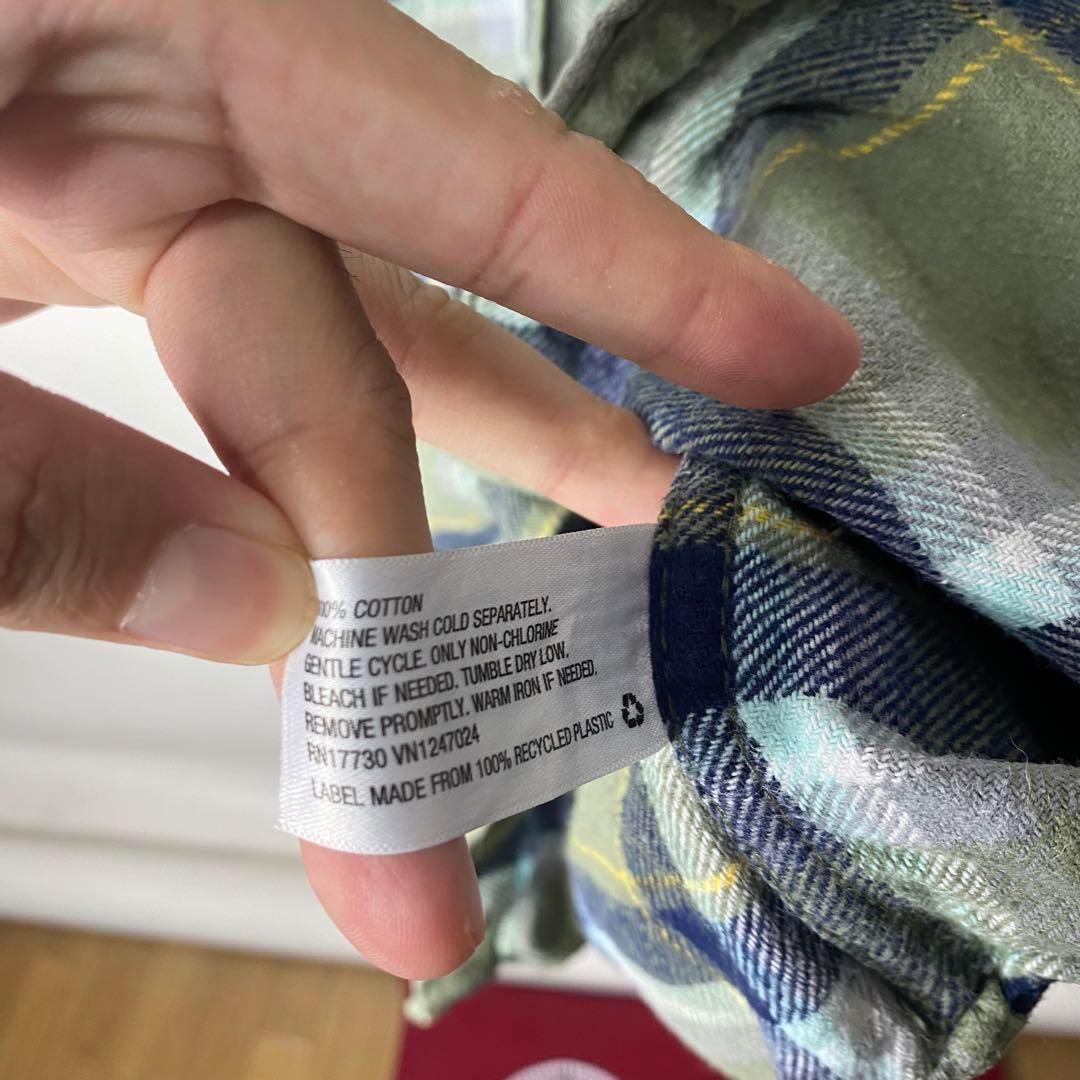 00% COTTON
MACHINE WASH COLD SEPARATELY.
GENTLE CYCLE. ONLY NON-CHLORINE
BLEACH IF NEEDED. TUMBLE DRY LOW.
REMOVE PROMPTLY. WARM IRON IF NEEDED.
RN17730 VN1247024
LABEL MADE FROM 100% RECYCLED PLASTIC